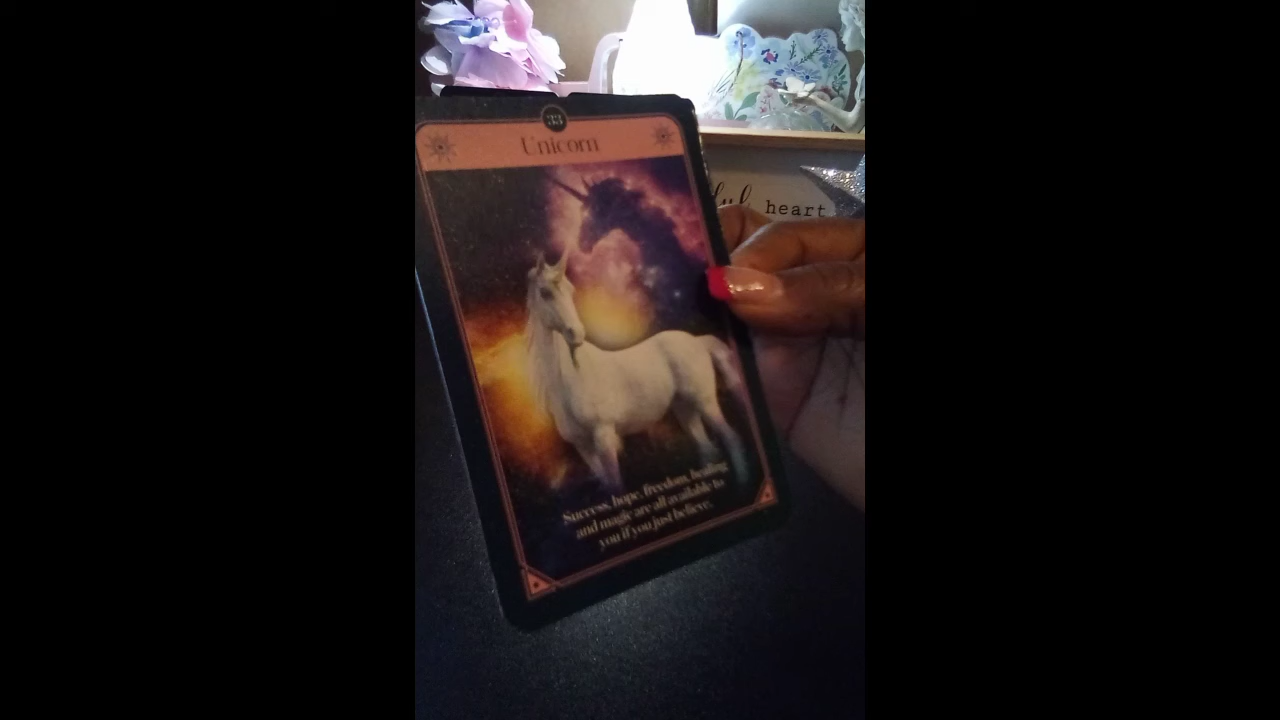 33
Unicorn
heart
Success, hope, freedom, healing
and magic are all available to
you if you just believe.